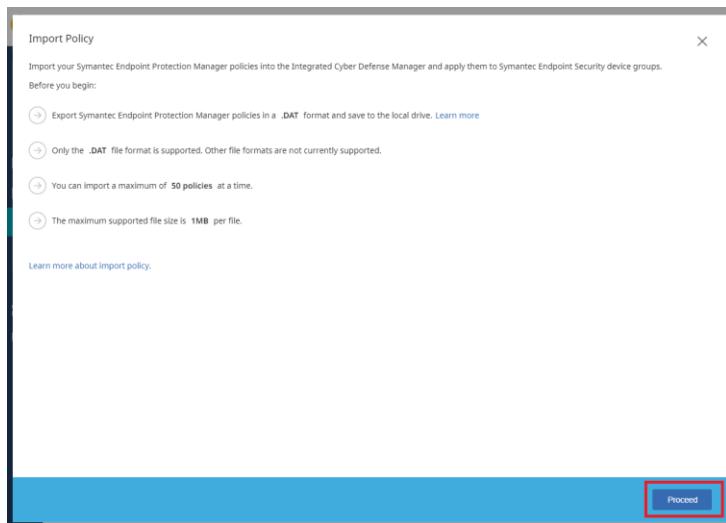 Import Policy
Import your Symantec Endpoint Protection Manager policies into the Integrated Cyber Defense Manager and apply them to Symantec Endpoint Security device groups.
Before you begin:
Export Symantec Endpoint Protection Manager policies in a .DAT format and save to the local drive. Learn more
Only the .DAT file format is supported. Other file formats are not currently supported.
You can import a maximum of 50 policies at a time.
The maximum supported file size is 1MB per file.
Learn more about import policy.
Proceed